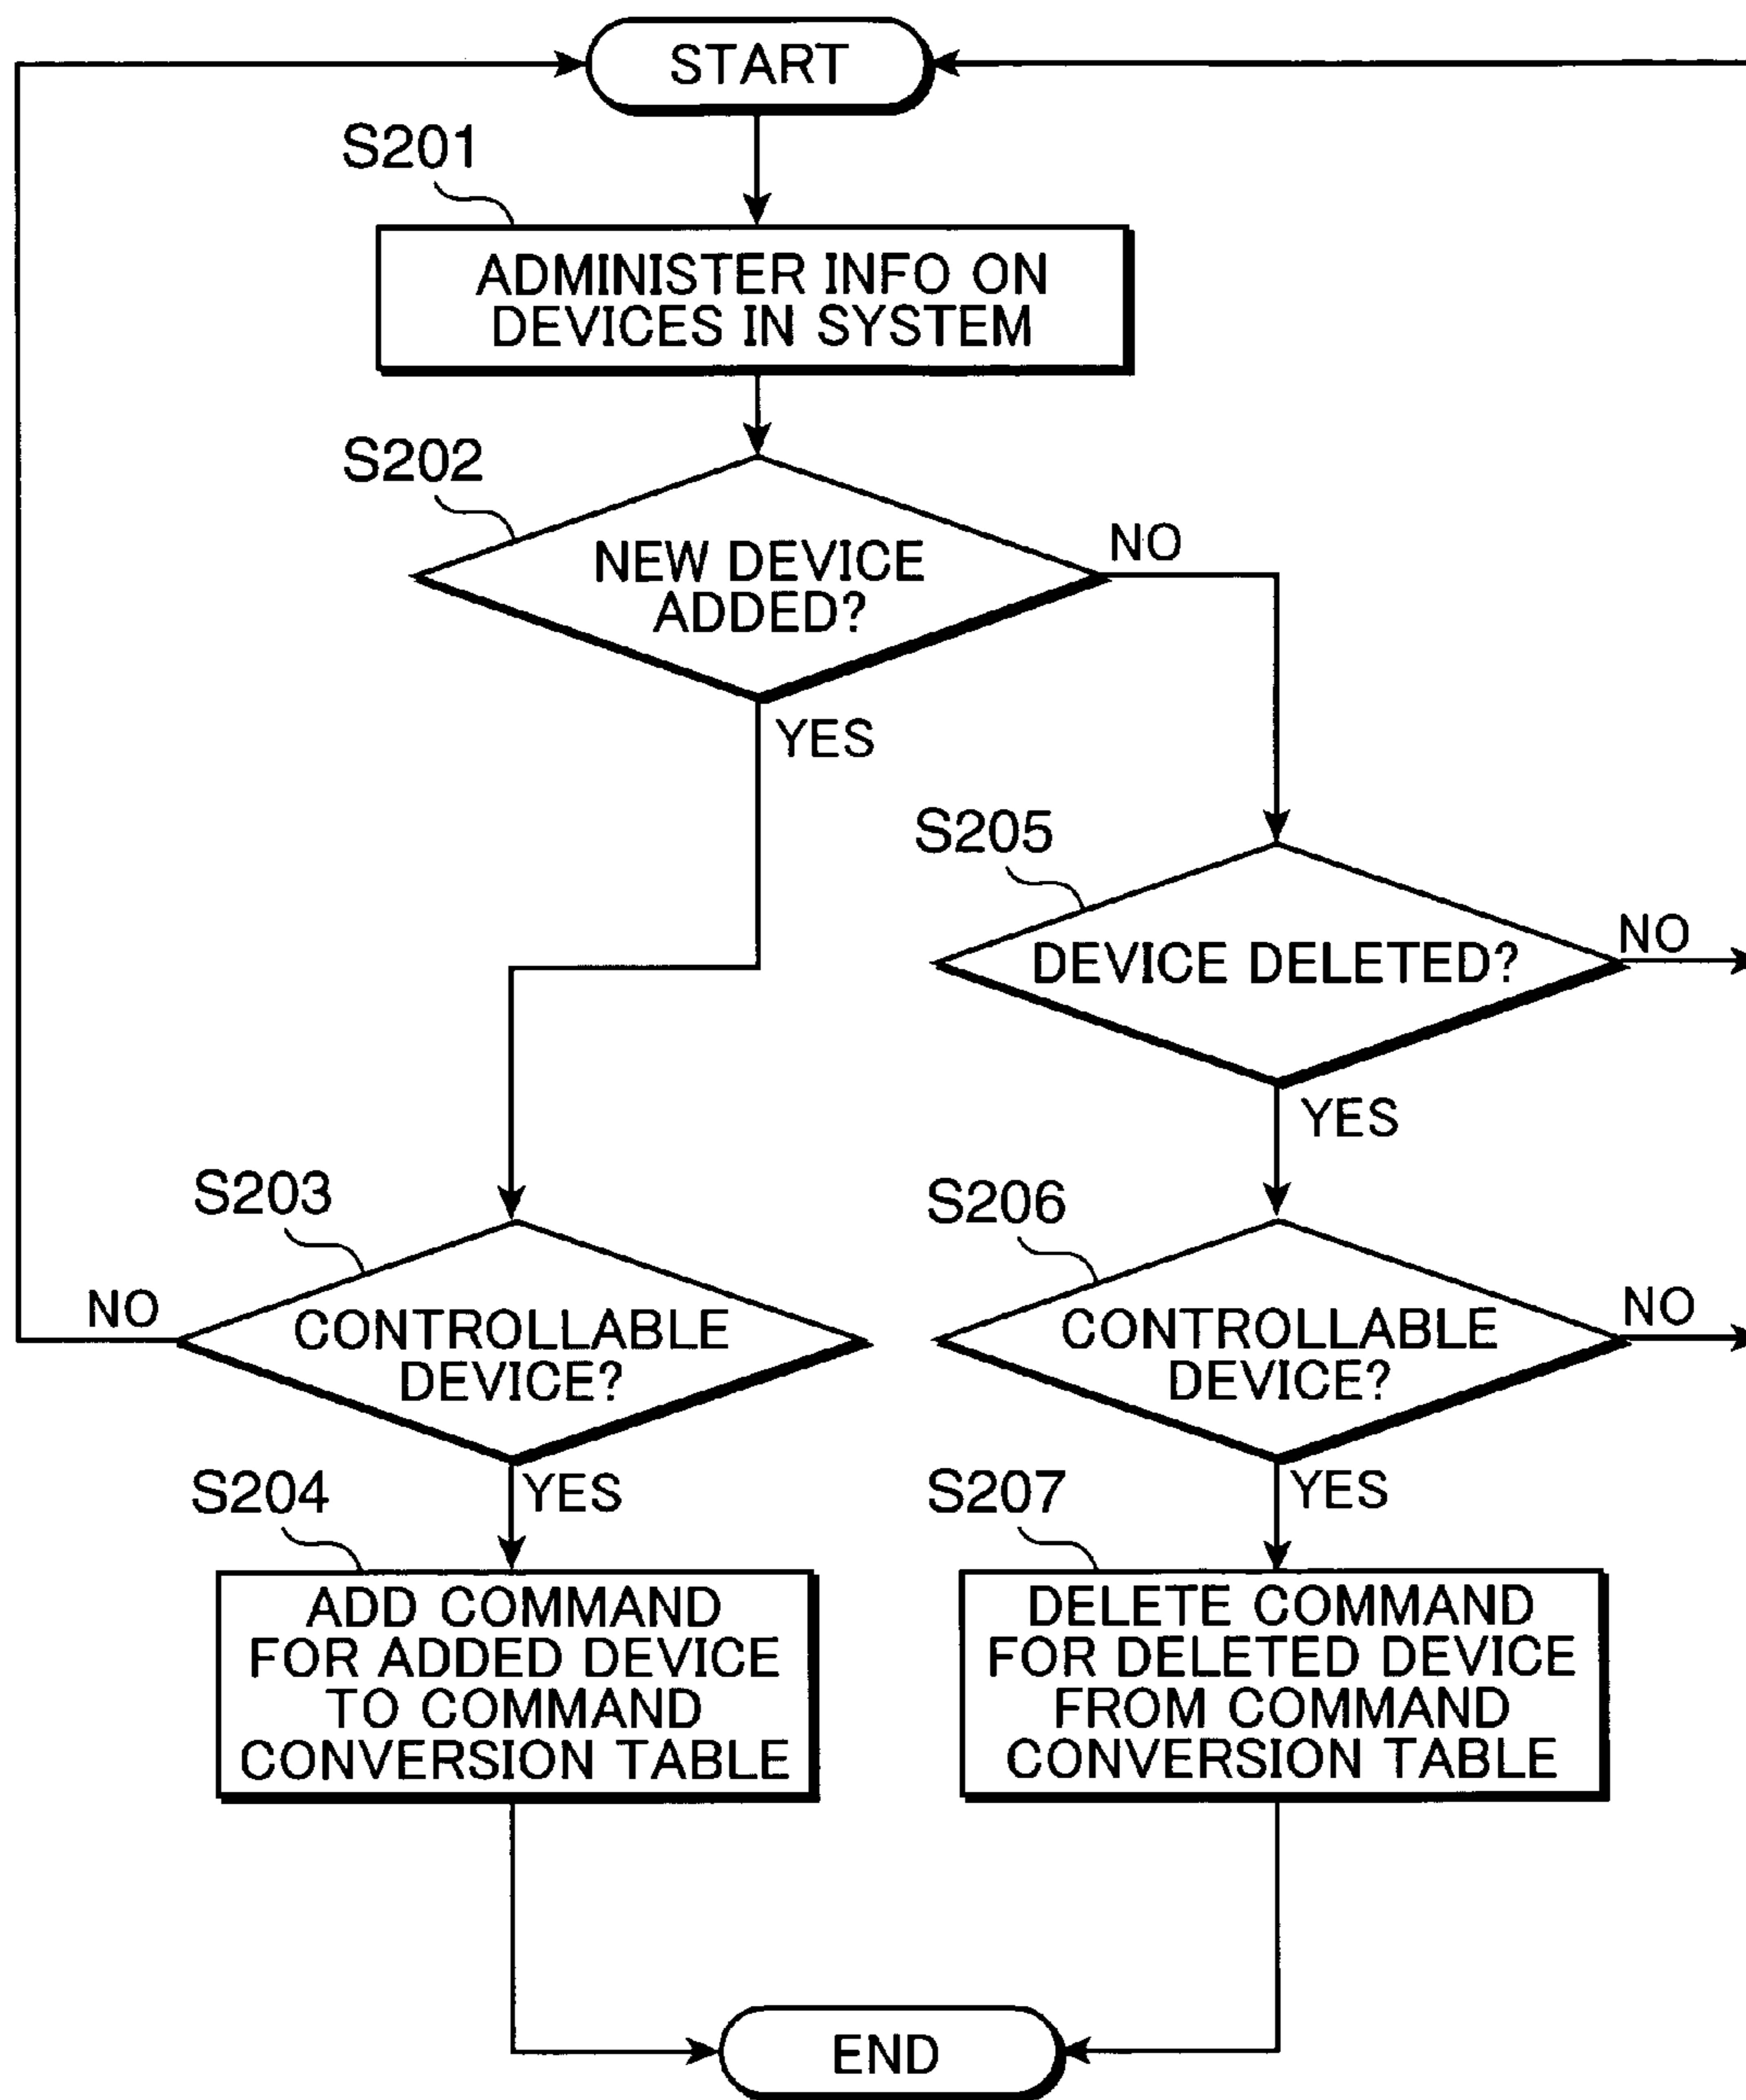 START
S201
ADMINISTER INFO ON
DEVICES IN SYSTEM
S202
NEW DEVICE
ADDED?
NO
YES
S205
DEVICE DELETED?
NO
YES
S203
CONTROLLABLE
DEVICE?
NO
YES
S206
CONTROLLABLE
DEVICE?
NO
YES
S204
ADD COMMAND
FOR ADDED DEVICE
TO COMMAND
CONVERSION TABLE
S207
DELETE COMMAND
FOR DELETED DEVICE
FROM COMMAND
CONVERSION TABLE
END